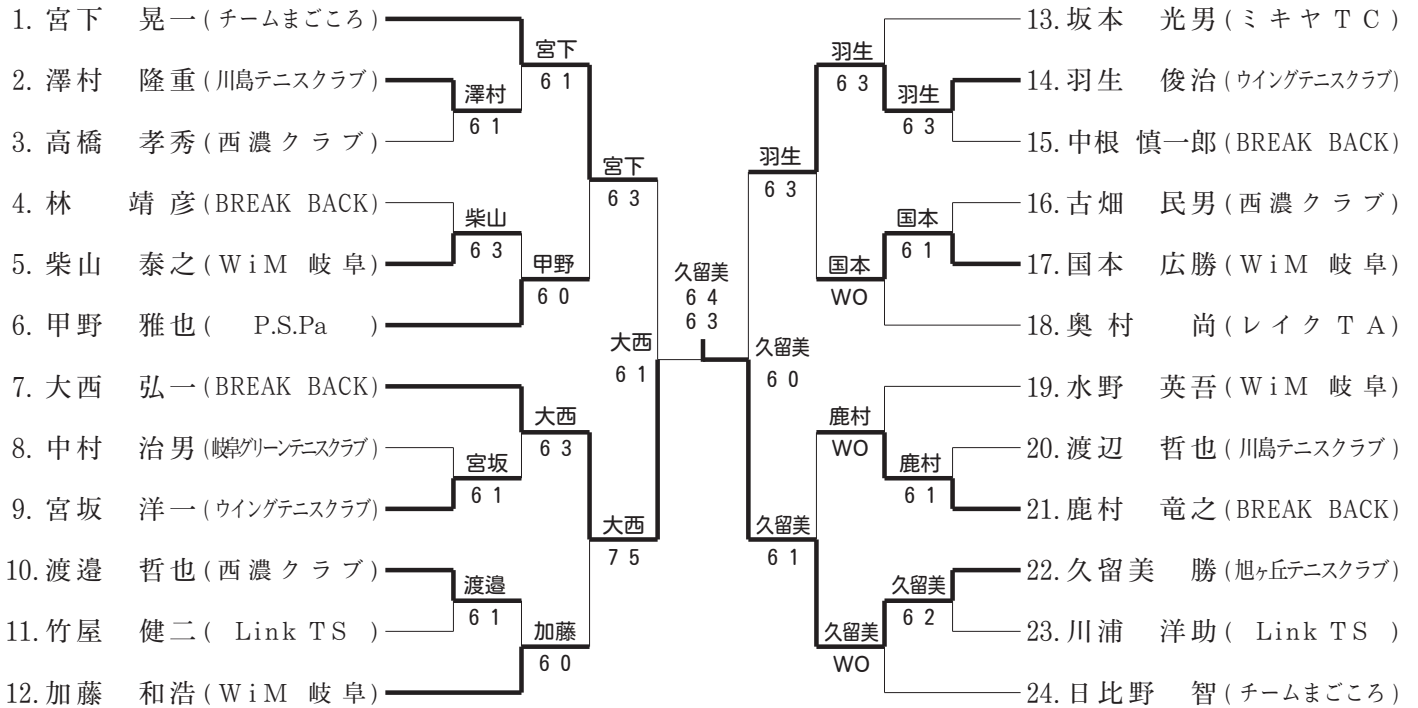 1. 宮下 晃一(チームまごころ)
2. 澤村 隆重(川島テニスクラブ)
3. 高橋 孝秀(西濃クラブ)
4. 林 靖彦(BREAK BACK)
5. 柴山 泰之(WiM 岐阜)
6. 甲野 雅也( P.S.Pa )
7. 大西 弘一(BREAK BACK)
8. 中村 治男(岐阜グリーンテニスクラブ)
9. 宮坂 洋一(ウイングテニスクラブ)
10. 渡邉 哲也(西濃クラブ)
11. 竹屋 健二( Link TS )
12. 加藤 和浩(WiM 岐阜)
澤村
6 1
柴山
6 3
宮坂
6 1
渡邉
6 1
宮下
6 1
甲野
6 0
大西
6 3
加藤
6 0
宮下
6 3
大西
7 5
大西
6 1
久留美
6 4
6 3
久留美
6 0
羽生
6 3
久留美
6 1
羽生
6 3
国本
WO
鹿村
WO
久留美
WO
羽生
6 3
国本
6 1
鹿村
6 1
久留美
6 2
13. 坂本 光男(ミキヤTC)
14. 羽生 俊治(ウイングテニスクラブ)
15. 中根 慎一郎(BREAK BACK)
16. 古畑 民男(西濃クラブ)
17. 国本 広勝(WiM 岐阜)
18. 奥村 尚(レイクTA)
19. 水野 英吾(WiM 岐阜)
20. 渡辺 哲也(川島テニスクラブ)
21. 鹿村 竜之(BREAK BACK)
22. 久留美 勝(旭ヶ丘テニスクラブ)
23. 川浦 洋助( Link TS )
24. 日比野 智(チームまごころ)